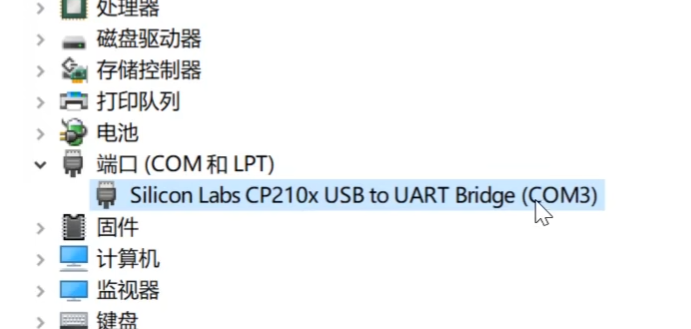 处理器
磁盘驱动器
存储控制器
打印队列
电池
端口 (COM 和 LPT)
Silicon Labs CP210x USB to UART Bridge (COM3)
固件
计算机
监视器
键盘